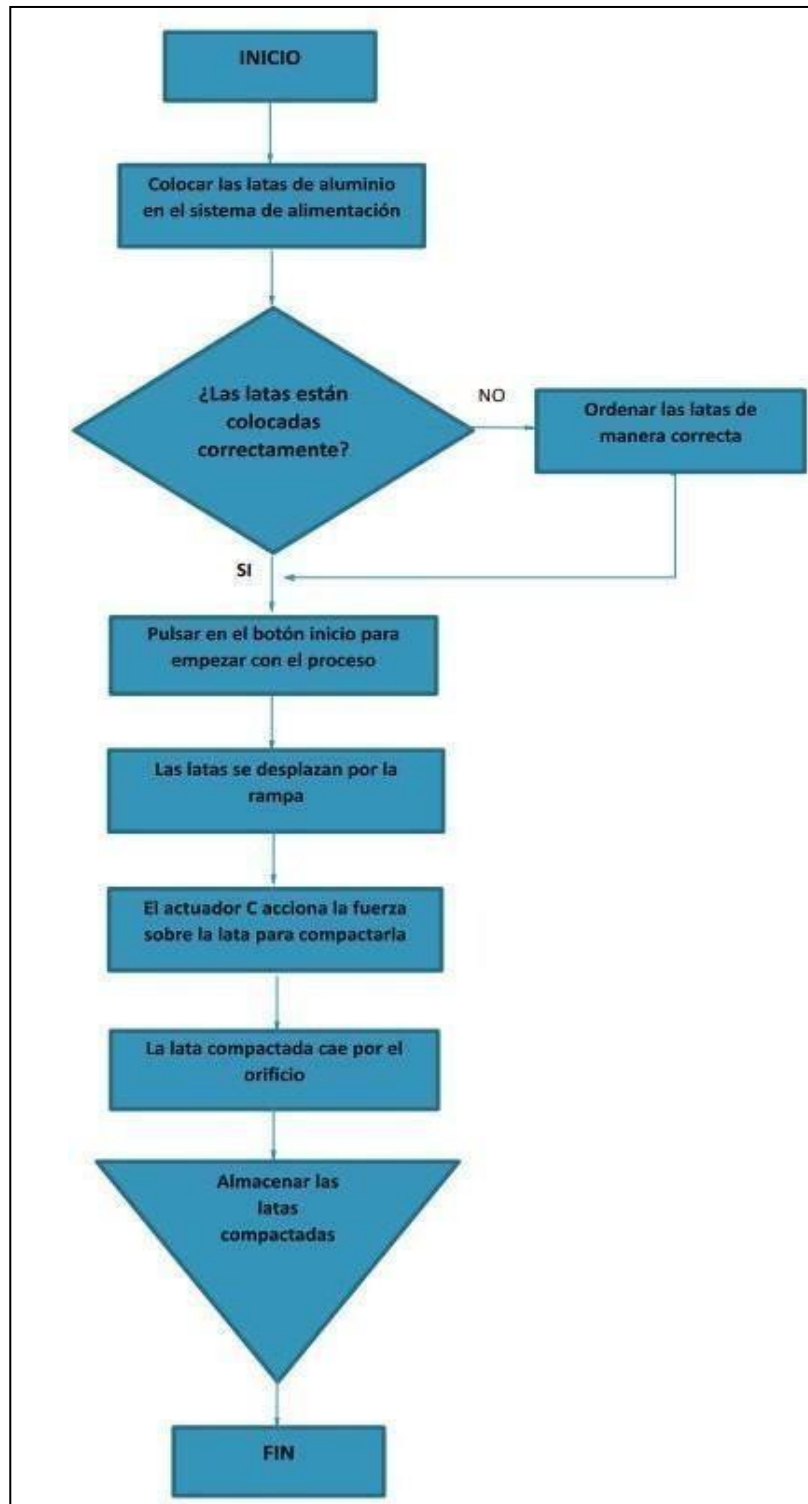 INICIO
Colocar las latas de aluminio
en el sistema de alimentación
¿Las latas están
colocadas
correctamente?
NO
Ordenar las latas de
manera correcta
SI
Pulsar en el botón inicio para
empezar con el proceso
Las latas se desplazan por la
rampa
El actuador C acciona la fuerza
sobre la lata para compactarla
La lata compactada cae por el
orificio
Almacenar las
latas
compactadas
FIN